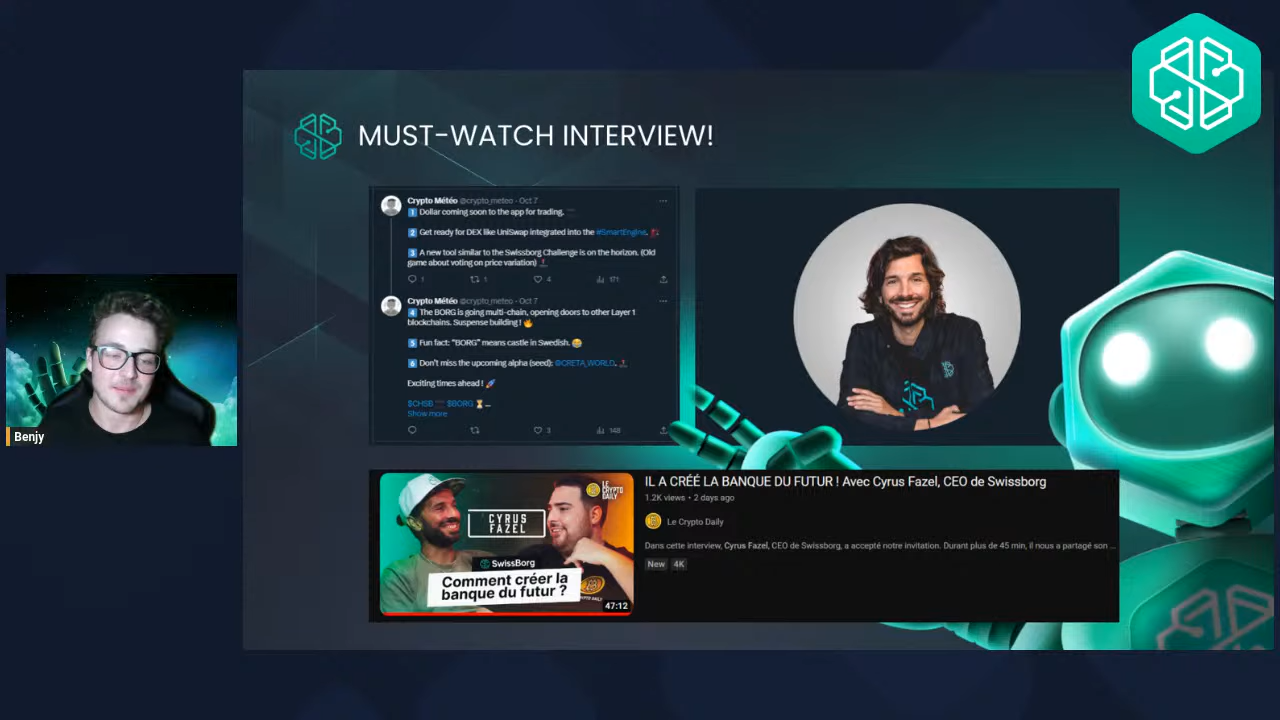 MUST-WATCH INTERVIEW!
Crypto Météo @crypto_meteo · Oct 7
1 Dollar coming soon to the app for trading.
2 Get ready for DEX like UniSwap integrated into the #SmartEngine.
3 A new tool similar to the Swissborg Challenge is on the horizon. (Old
game about voting on price variation)
1 1 4 171
Crypto Météo @crypto_meteo · Oct 7
4 The BORG is going multi-chain, opening doors to other Layer 1
blockchains. Suspense building! 🔥
5 Fun fact: "BORG" means castle in Swedish. 😂
6 Don't miss the upcoming alpha (seed): @CRETA_WORLD.
Exciting times ahead! 🚀
$CHSB $BORG ⏳...
Show more
3 148
Benjy
LE
CRYPTO
DAILY
CYRUS
FAZEL
SwissBorg
Comment créer la
banque du futur ?
47:12
IL A CRÉÉ LA BANQUE DU FUTUR ! Avec Cyrus Fazel, CEO de Swissborg
1.2K views • 2 days ago
Le Crypto Daily
Dans cette interview, Cyrus Fazel, CEO de Swissborg, a accepté notre invitation. Durant plus de 45 min, il nous a partagé son ...
New 4K